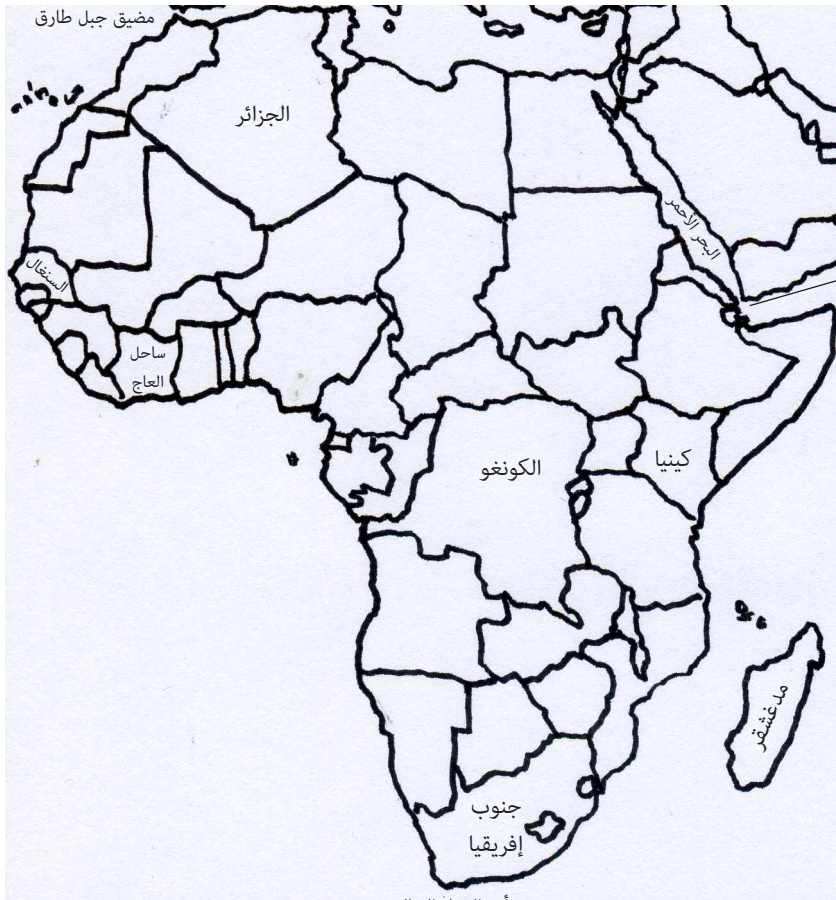 مضيق جبل طارق
الجزائر
البحر الأحمر
السنغال
ساحل
العاج
الكونغو
كينيا
مدغشقر
جنوب
إفريقيا